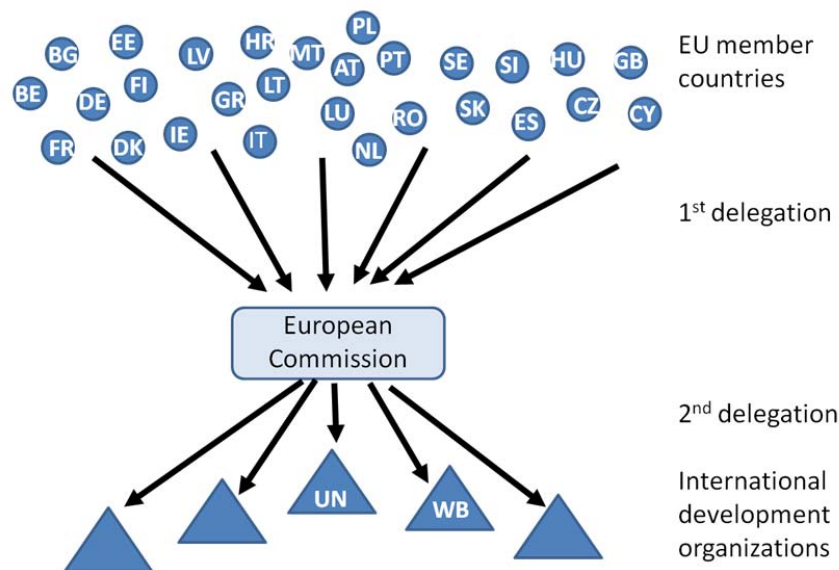 PL
EE
HR
BG
LV
MT
PT
SE
SI
HU
GB
AT
BE
DE
FI
GR
LT
LU
RO
SK
ES
CZ
CY
FR
DK
IE
IT
NL
EU member
countries
1st delegation
European
Commission
2nd delegation
UN
WB
International
development
organizations